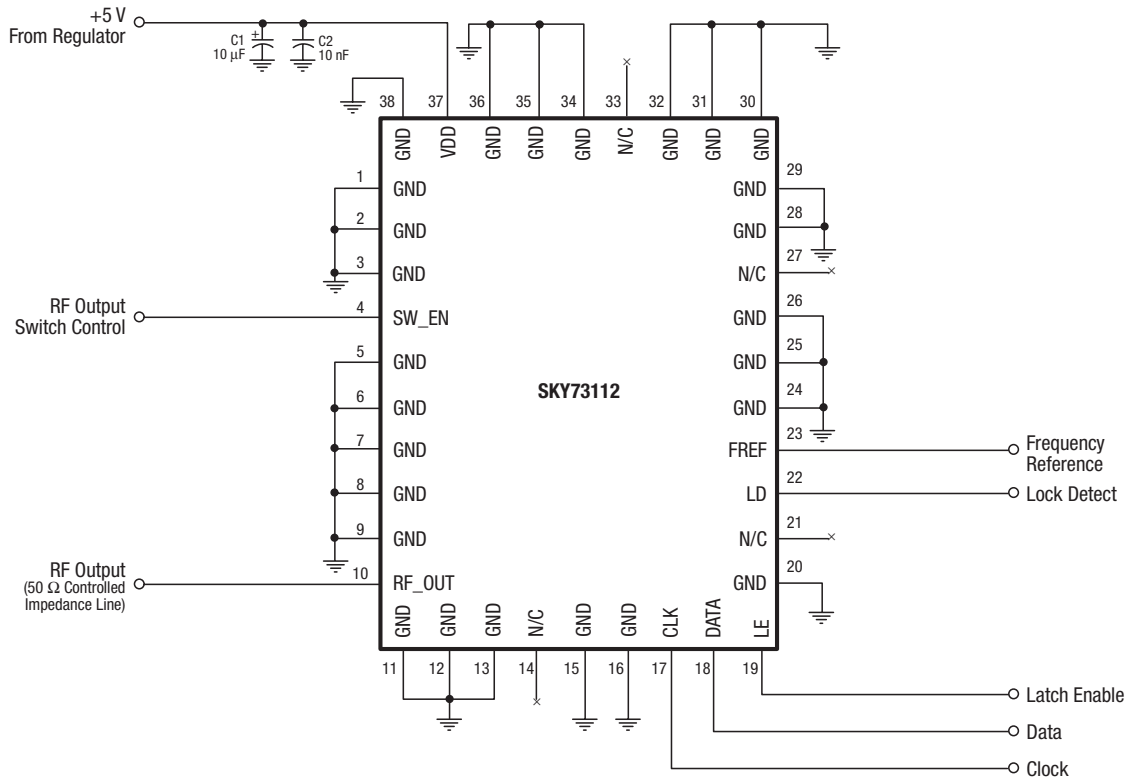 +5 V
From Regulator
C1
+
10 μF
C2
10 nF
38
37
36
35
34
33
32
31
30
GND
VDD
GND
GND
GND
N/C
GND
GND
GND
1
GND
2
GND
3
GND
RF Output
Switch Control
4
SW_EN
5
GND
6
GND
7
GND
8
GND
9
GND
RF Output
(50 Ω Controlled
Impedance Line)
10
RF_OUT
SKY73112
29
GND
28
GND
27
N/C
26
GND
25
GND
24
GND
23
FREF
Frequency
Reference
22
LD
Lock Detect
21
N/C
20
GND
GND
GND
GND
N/C
GND
GND
CLK
DATA
LE
11
12
13
14
15
16
17
18
19
Latch Enable
Data
Clock